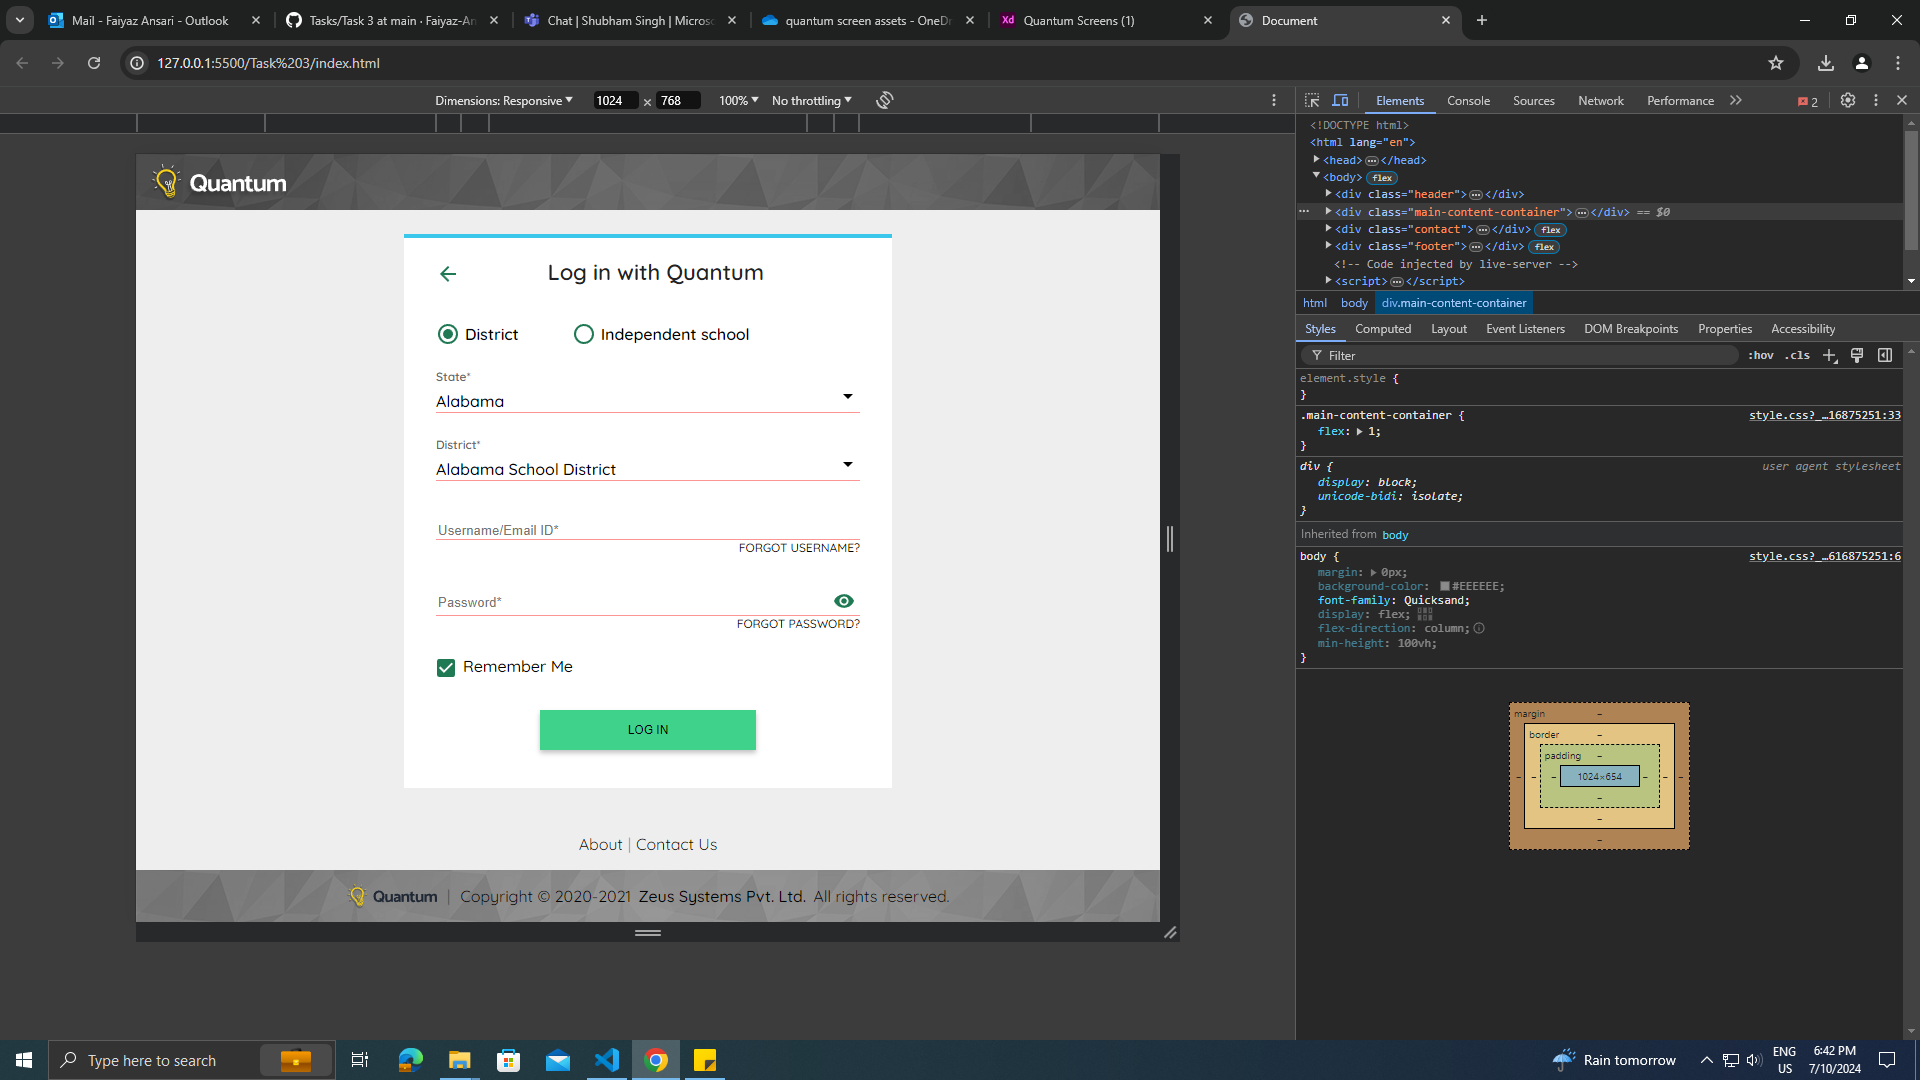 Mail - Faiyaz Ansari - Outlook
Tasks/Task 3 at main · Faiyaz-An
Chat | Shubham Singh | Microso
quantum screen assets - OneDr
Xd Quantum Screens (1)
Document
127.0.0.1:5500/Task%203/index.html
Dimensions: Responsive 1024 × 768 100% No throttling
Elements Console Sources Network Performance 2
<!DOCTYPE html>
<html lang="en">
<head> ⋯ </head>
<body> flex
<div class="header"> ⋯ </div>
<div class="main-content-container"> ⋯ </div> == $0
<div class="contact"> ⋯ </div> flex
<div class="footer"> ⋯ </div> flex
<!-- Code injected by live-server -->
<script> ⋯ </script>
html body div.main-content-container
Styles Computed Layout Event Listeners DOM Breakpoints Properties Accessibility
Filter :hov .cls
element.style {
}
.main-content-container { style.css?_…16875251:33
flex: 1;
}
div { user agent stylesheet
display: block;
unicode-bidi: isolate;
}
Inherited from body
body { style.css?_…616875251:6
margin: 0px;
background-color: #EEEEEE;
font-family: Quicksand;
display: flex;
flex-direction: column;
min-height: 100vh;
}
margin –
border –
padding –
– – – 1024×654 – – –
–
–
–
Quantum
Log in with Quantum
District Independent school
State*
Alabama
District*
Alabama School District
Username/Email ID*
FORGOT USERNAME?
Password*
FORGOT PASSWORD?
Remember Me
LOG IN
About | Contact Us
Quantum | Copyright © 2020-2021 Zeus Systems Pvt. Ltd. All rights reserved.
Type here to search
Rain tomorrow
ENG
US
6:42 PM
7/10/2024